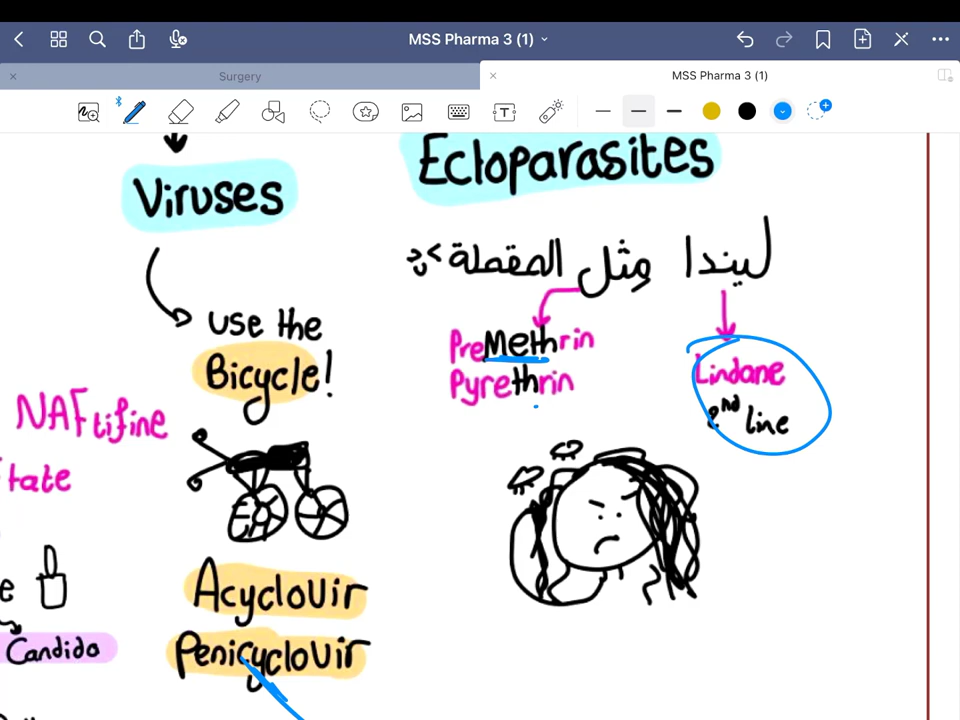 MSS Pharma 3 (1)
Surgery
MSS Pharma 3 (1)
Viruses
use the
Bicycle!
NAFtifine
tate
e
Candida
Acyclovir
Penicyclovir
Ectoparasites
ليندا مثل المقملة
PreMethrin
Pyrethrin
Lindane
2nd line